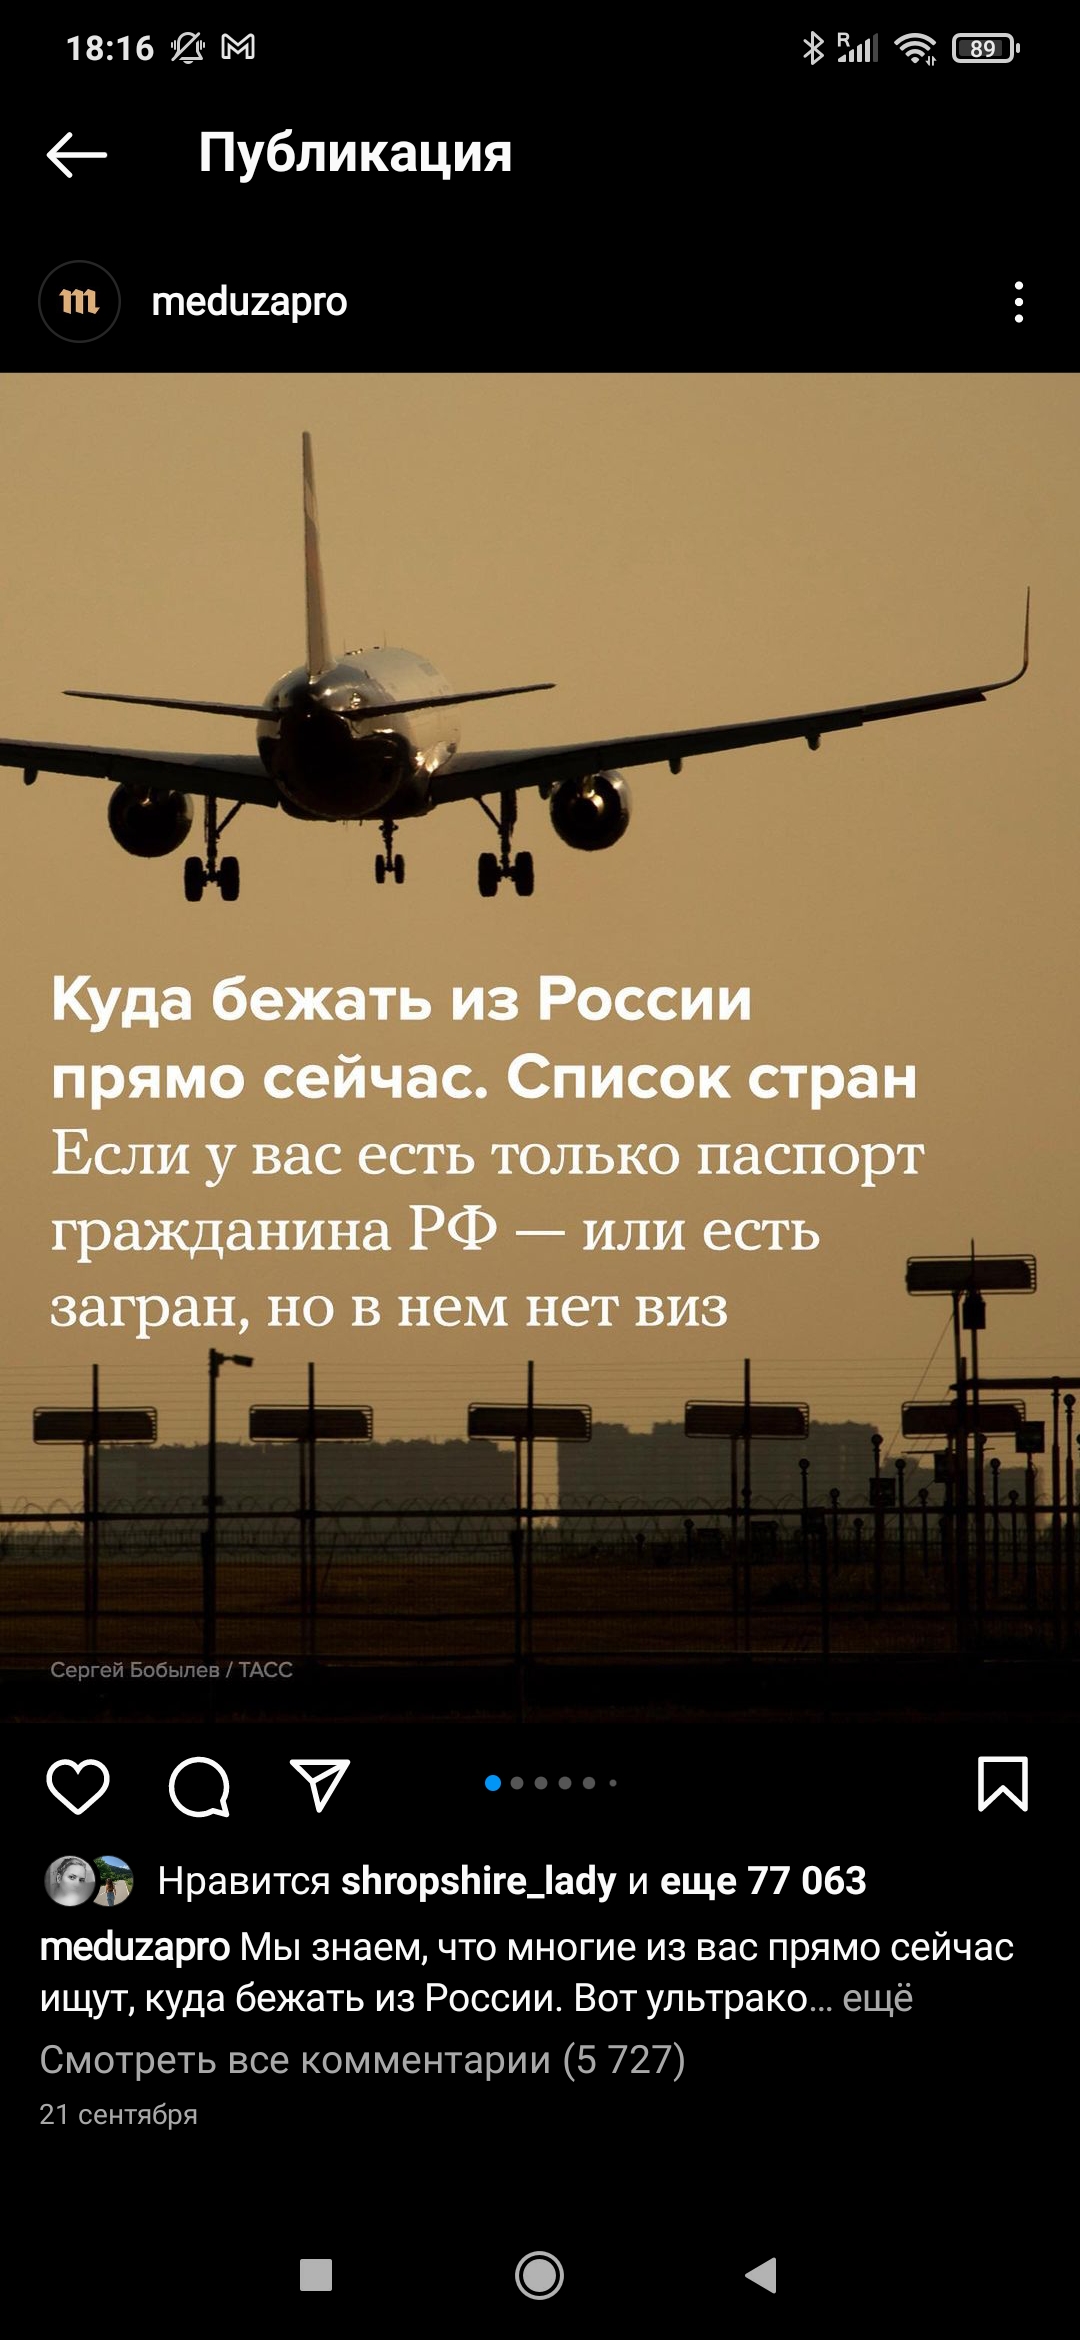 18:16
R
89
Публикация
m
meduzapro
Куда бежать из России
прямо сейчас. Список стран
Если у вас есть только паспорт
гражданина РФ — или есть
загран, но в нем нет виз
Сергей Бобылев / ТАСС
Нравится shropshire_lady и еще 77 063
meduzapro Мы знаем, что многие из вас прямо сейчас
ищут, куда бежать из России. Вот ультрако… ещё
Смотреть все комментарии (5 727)
21 сентября